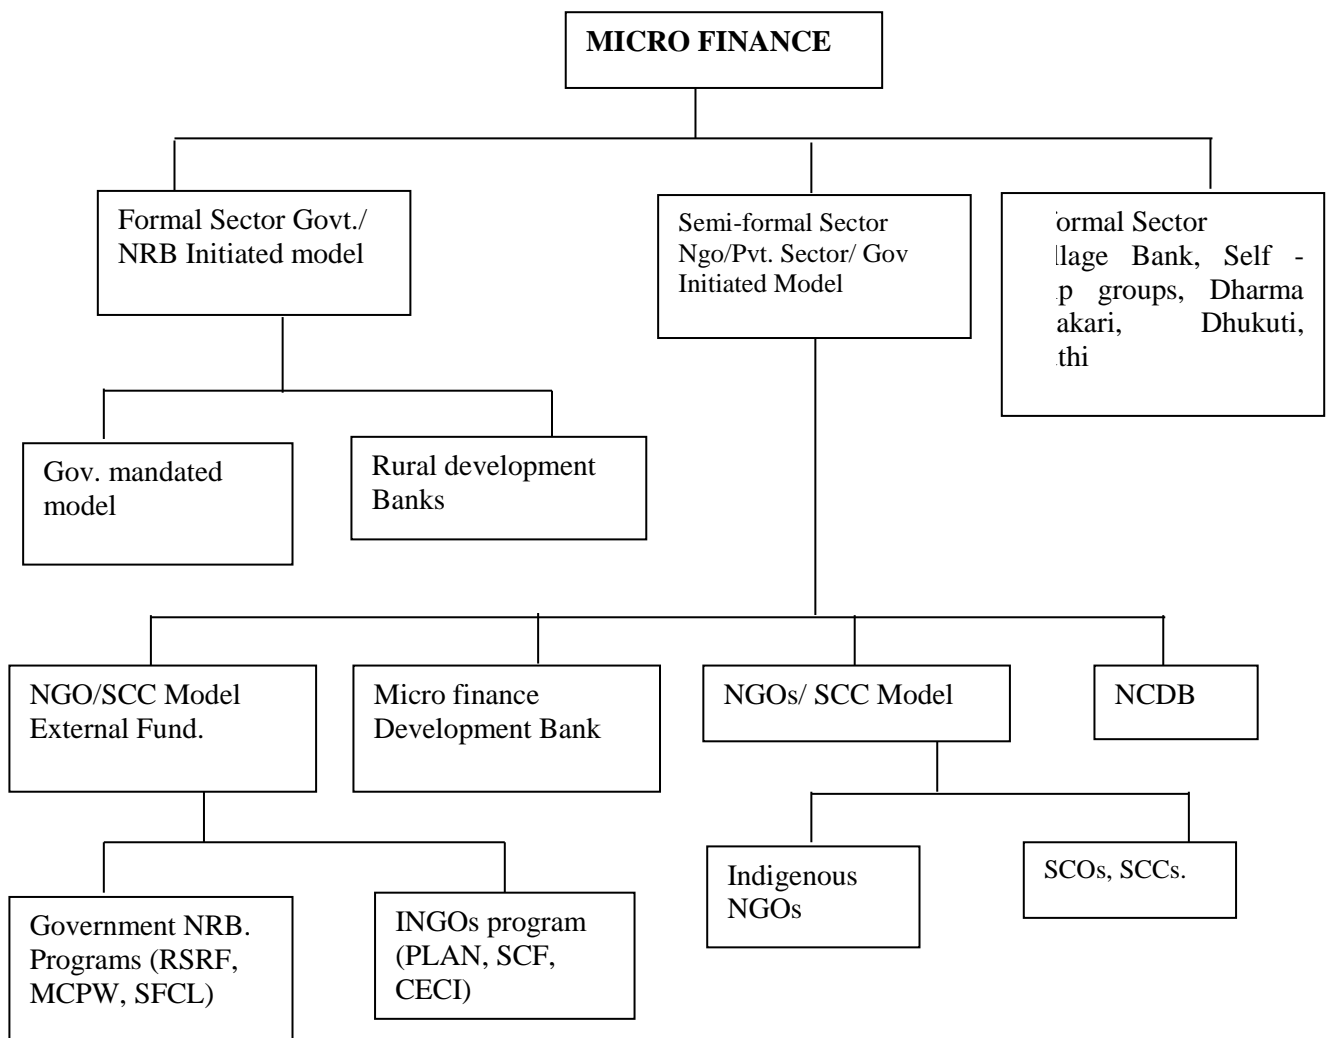 MICRO FINANCE
Formal Sector Govt./
NRB Initiated model
Semi-formal Sector
Ngo/Pvt. Sector/ Gov
Initiated Model
ormal Sector
llage Bank, Self -
p groups, Dharma
akari, Dhukuti,
thi
Gov. mandated
model
Rural development
Banks
NGO/SCC Model
External Fund.
Micro finance
Development Bank
NGOs/ SCC Model
NCDB
Government NRB.
Programs (RSRF,
MCPW, SFCL)
INGOs program
(PLAN, SCF,
CECI)
Indigenous
NGOs
SCOs, SCCs.